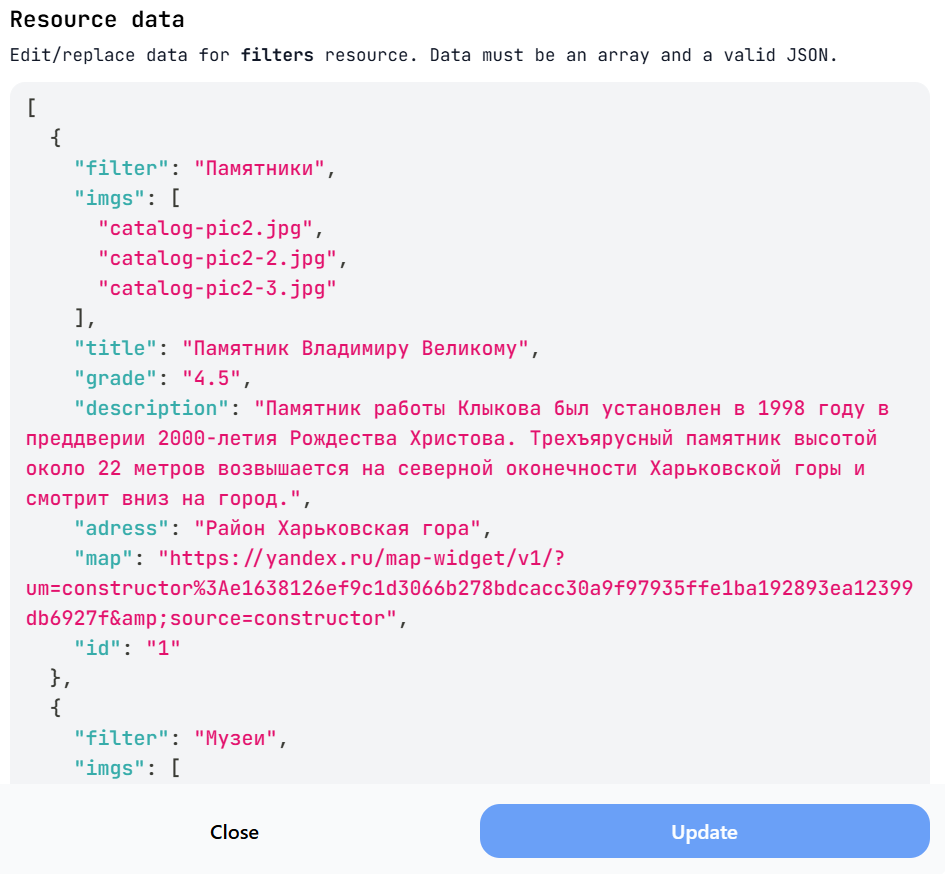 Resource data
Edit/replace data for filters resource. Data must be an array and a valid JSON.
[
{
"filter": "Памятники",
"imgs": [
"catalog-pic2.jpg",
"catalog-pic2-2.jpg",
"catalog-pic2-3.jpg"
],
"title": "Памятник Владимиру Великому",
"grade": "4.5",
"description": "Памятник работы Клыкова был установлен в 1998 году в
преддверии 2000-летия Рождества Христова. Трехъярусный памятник высотой
около 22 метров возвышается на северной оконечности Харьковской горы и
смотрит вниз на город.",
"adress": "Район Харьковская гора",
"map": "https://yandex.ru/map-widget/v1/?
um=constructor%3Ae1638126ef9c1d3066b278bdcacc30a9f97935ffe1ba192893ea12399
db6927f&amp;source=constructor",
"id": "1"
},
{
"filter": "Музеи",
"imgs": [
Close
Update